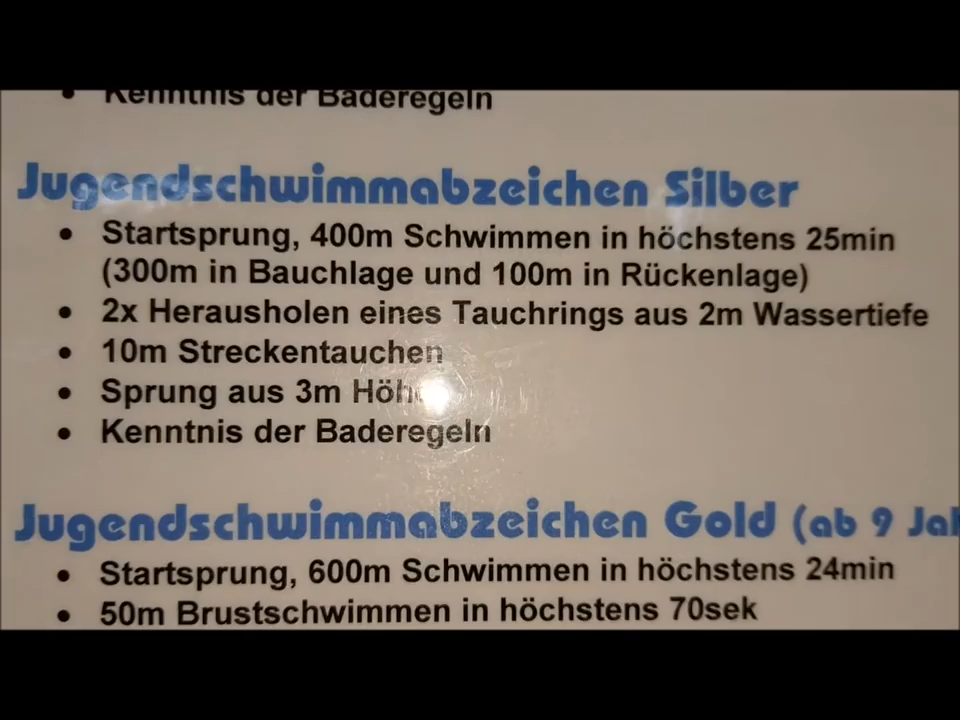 Kenntnis der Baderegeln
Jugendschwimmabzeichen Silber
• Startsprung, 400m Schwimmen in höchstens 25min
(300m in Bauchlage und 100m in Rückenlage)
• 2x Herausholen eines Tauchrings aus 2m Wassertiefe
• 10m Streckentauchen
• Sprung aus 3m Höhe
• Kenntnis der Baderegeln
Jugendschwimmabzeichen Gold (ab 9
• Startsprung, 600m Schwimmen in höchstens 24min
• 50m Brustschwimmen in höchstens 70sek